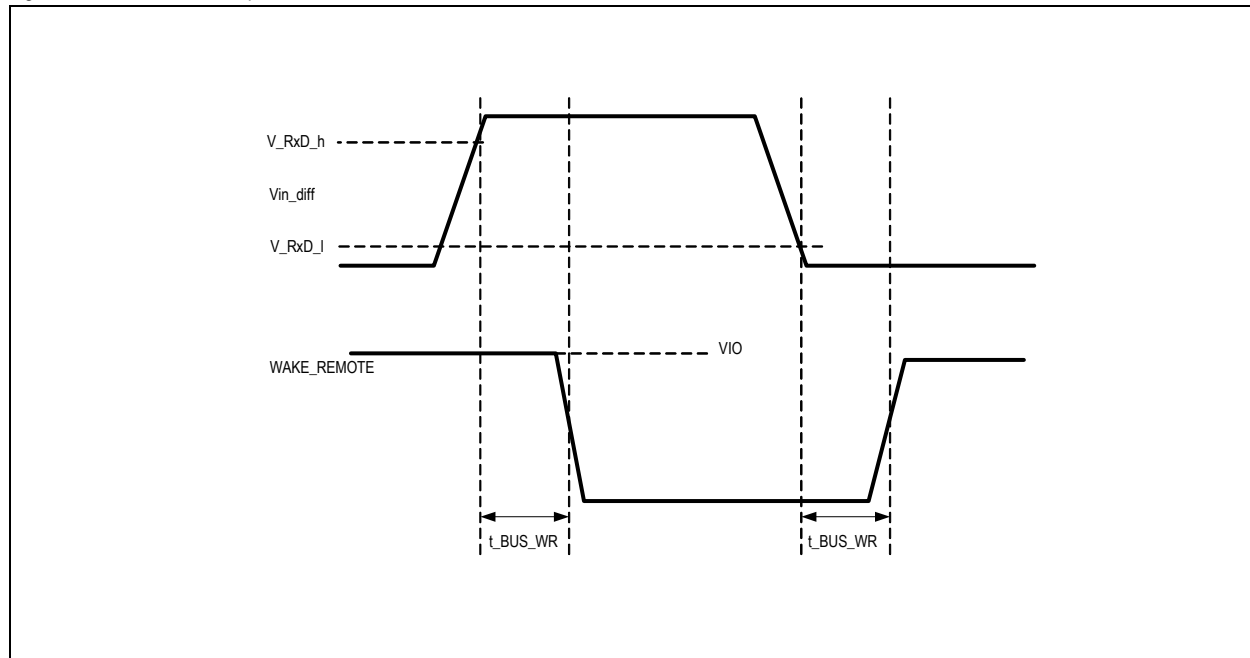 V_RxD_h
Vin_diff
V_RxD_l
VIO
WAKE_REMOTE
t_BUS_WR
t_BUS_WR